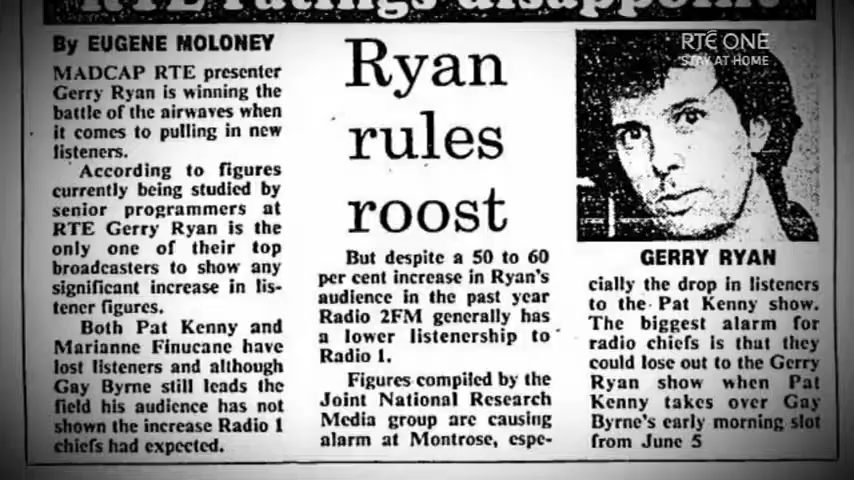 RTE ratings disappoint
RTÉ ONE
STAY AT HOME
By EUGENE MOLONEY
MADCAP RTE presenter
Gerry Ryan is winning the
battle of the airwaves when
it comes to pulling in new
listeners.
According to figures
currently being studied by
senior programmers at
RTE Gerry Ryan is the
only one of their top
broadcasters to show any
significant increase in lis-
tener figures.
Both Pat Kenny and
Marianne Finucane have
lost listeners and although
Gay Byrne still leads the
field his audience has not
shown the increase Radio 1
chiefs had expected.
Ryan
rules
roost
But despite a 50 to 60
per cent increase in Ryan's
audience in the past year
Radio 2FM generally has
a lower listenership to
Radio 1.
Figures compiled by the
Joint National Research
Media group are causing
alarm at Montrose, espe-
GERRY RYAN
cially the drop in listeners
to the Pat Kenny show.
The biggest alarm for
radio chiefs is that they
could lose out to the Gerry
Ryan show when Pat
Kenny takes over Gay
Byrne's early morning slot
from June 5